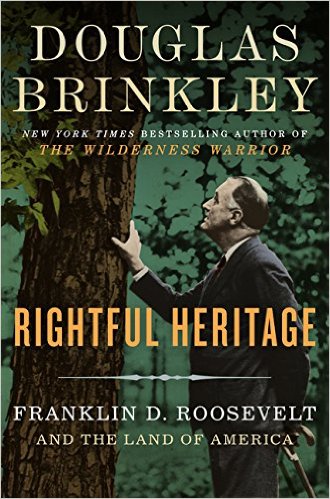 DOUGLAS
BRINKLEY
NEW YORK TIMES BESTSELLING AUTHOR OF
THE WILDERNESS WARRIOR
RIGHTFUL HERITAGE
FRANKLIN D. ROOSEVELT
AND THE LAND OF AMERICA